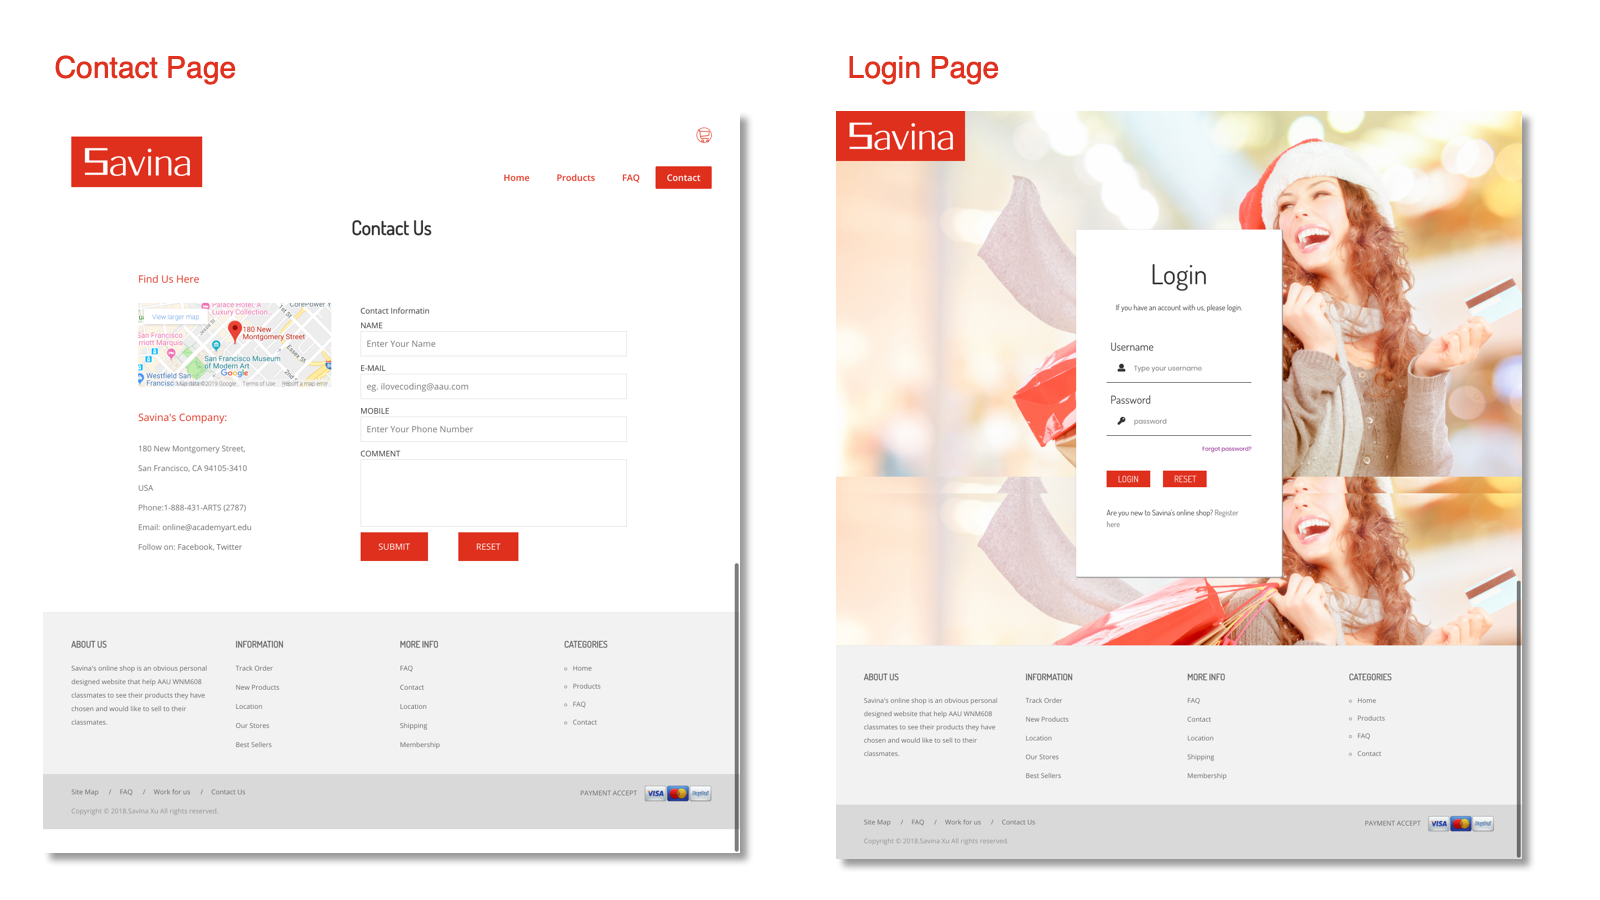 Contact Page
Savina
Home Products FAQ Contact
Contact Us
Find Us Here
Palace Hotel, A
Luxury Collection...
View larger map
180 New
Montgomery Street
San Francisco
Marriott Marquis
San Francisco Museum
of Modern Art
Westfield San
Francisco
Google
Map data ©2019 Google Terms of Use Report a map error
Savina's Company:
180 New Montgomery Street,
San Francisco, CA 94105-3410
USA
Phone:1-888-431-ARTS (2787)
Email: online@academyart.edu
Follow on: Facebook, Twitter
Contact Informatin
NAME
Enter Your Name
E-MAIL
eg. ilovecoding@aau.com
MOBILE
Enter Your Phone Number
COMMENT
SUBMIT RESET
ABOUT US
Savina's online shop is an obvious personal
designed website that help AAU WNM608
classmates to see their products they have
chosen and would like to sell to their
classmates.
INFORMATION
Track Order
New Products
Location
Our Stores
Best Sellers
MORE INFO
FAQ
Contact
Location
Shipping
Membership
CATEGORIES
Home
Products
FAQ
Contact
Site Map / FAQ / Work for us / Contact Us
Copyright © 2018.Savina Xu All rights reserved.
PAYMENT ACCEPT VISA
Login Page
Savina
Login
If you have an account with us, please login.
Username
Type your username
Password
password
Forgot password?
LOGIN RESET
Are you new to Savina's online shop? Register
here
ABOUT US
Savina's online shop is an obvious personal
designed website that help AAU WNM608
classmates to see their products they have
chosen and would like to sell to their
classmates.
INFORMATION
Track Order
New Products
Location
Our Stores
Best Sellers
MORE INFO
FAQ
Contact
Location
Shipping
Membership
CATEGORIES
Home
Products
FAQ
Contact
Site Map / FAQ / Work for us / Contact Us
Copyright © 2018.Savina Xu All rights reserved.
PAYMENT ACCEPT VISA